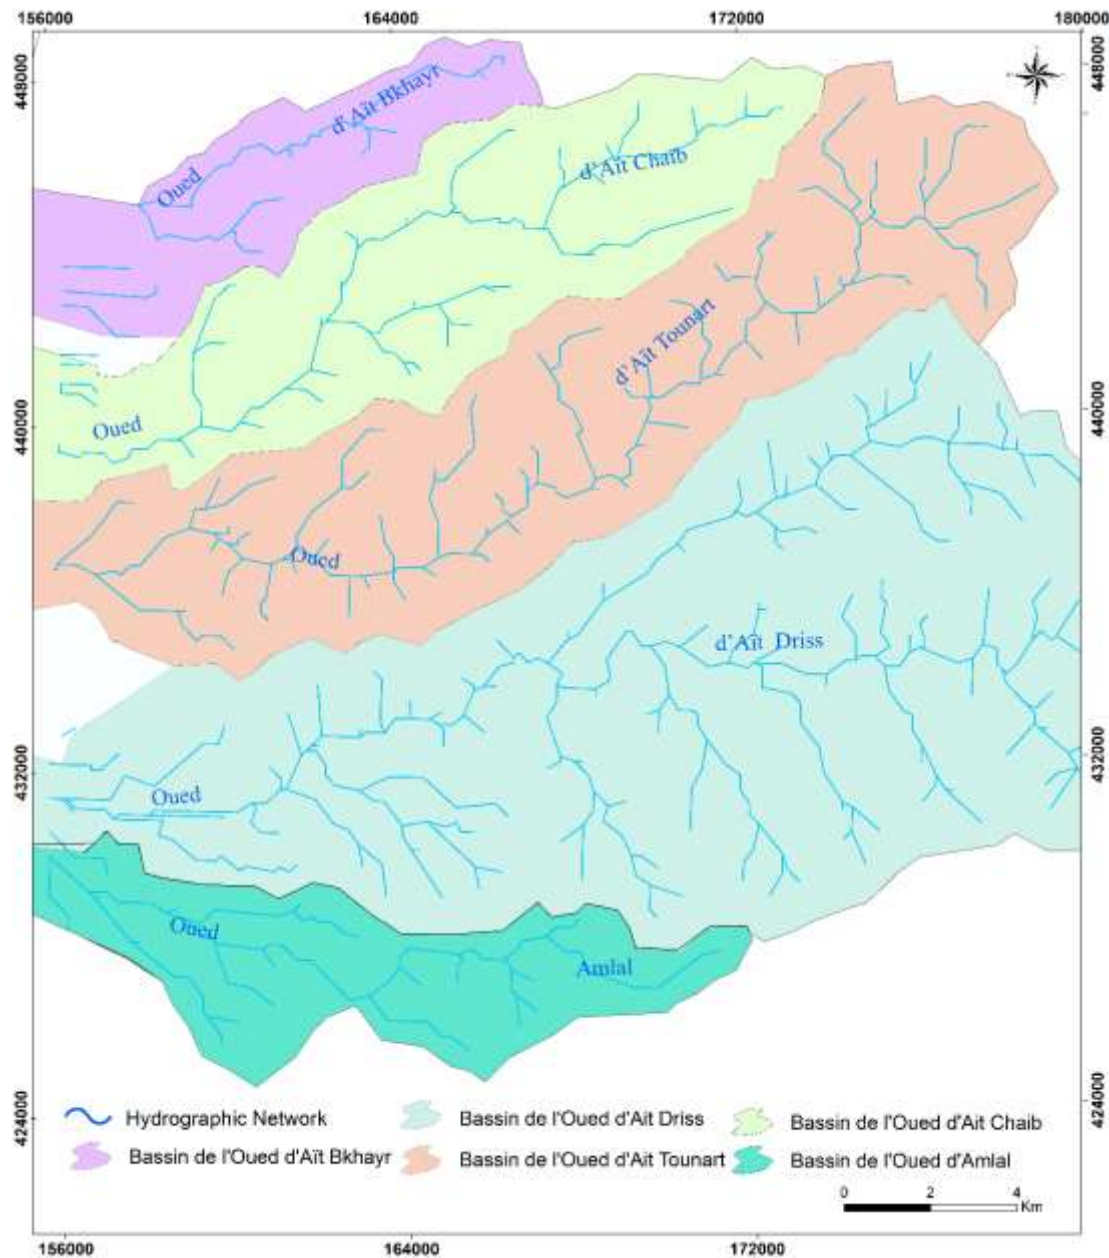 156000 164000 172000 180000
448000
448000
d'Aït Bkhayr
Oued
d'Aït Chaib
d'Aït Tounart
Oued
440000
440000
Oued
d'Aït Driss
432000
432000
Oued
Oued
Amlal
424000
424000
Hydrographic Network
Bassin de l'Oued d'Ait Driss
Bassin de l'Oued d'Ait Chaib
Bassin de l'Oued d'Aït Bkhayr
Bassin de l'Oued d'Ait Tounart
Bassin de l'Oued d'Amlal
0 2 4
Km
156000 164000 172000